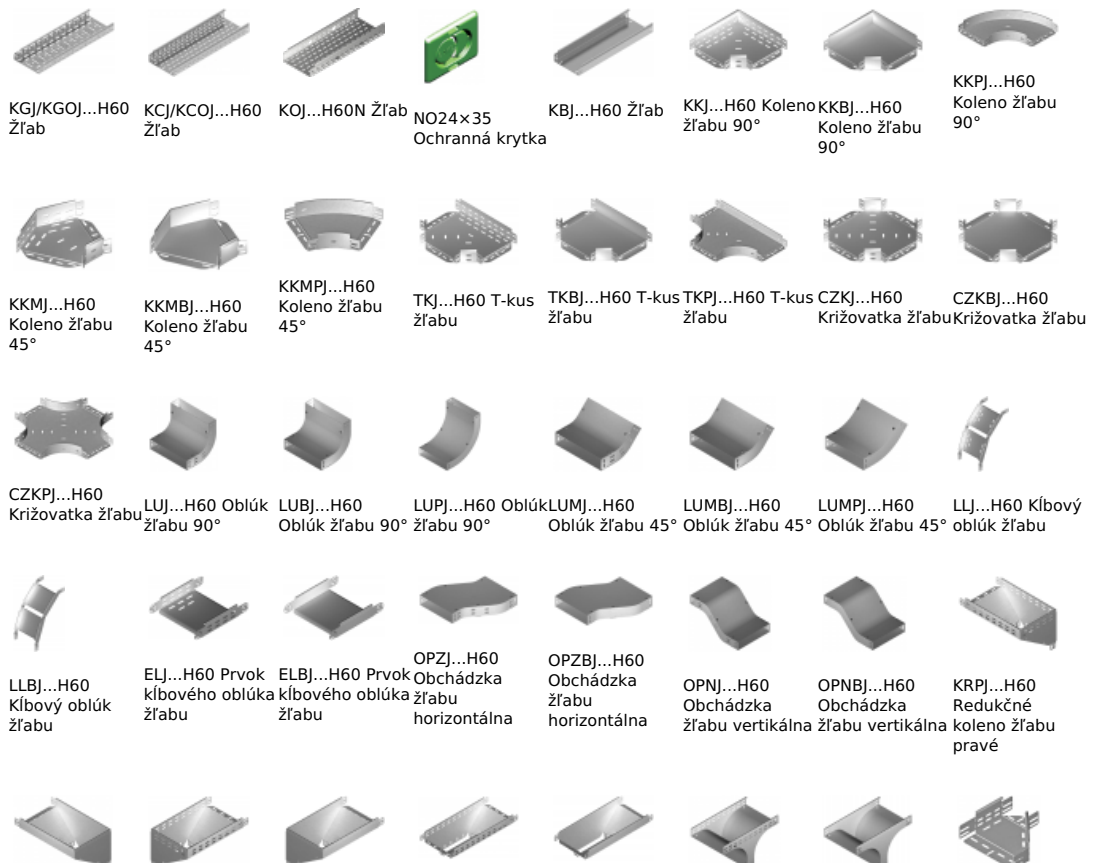 KGJ/KGOJ...H60
Žľab
KCJ/KCOJ...H60
Žľab
KOJ...H60N Žľab
NO24×35
Ochranná krytka
KBJ...H60 Žľab
KKJ...H60 Koleno
žľabu 90°
KKBJ...H60
Koleno žľabu
90°
KKPJ...H60
Koleno žľabu
90°
KKMJ...H60
Koleno žľabu
45°
KKMBJ...H60
Koleno žľabu
45°
KKMPJ...H60
Koleno žľabu
45°
TKJ...H60 T-kus
žľabu
TKBJ...H60 T-kus
žľabu
TKPJ...H60 T-kus
žľabu
CZKJ...H60
Križovatka žľabu
CZKBJ...H60
Križovatka žľabu
CZKPJ...H60
Križovatka žľabu
LUJ...H60 Oblúk
žľabu 90°
LUBJ...H60
Oblúk žľabu 90°
LUPJ...H60 Oblúk
žľabu 90°
LUMJ...H60
Oblúk žľabu 45°
LUMBJ...H60
Oblúk žľabu 45°
LUMPJ...H60
Oblúk žľabu 45°
LLJ...H60 Kĺbový
oblúk žľabu
LLBJ...H60
Kĺbový oblúk
žľabu
ELJ...H60 Prvok
kĺbového oblúka
žľabu
ELBJ...H60 Prvok
kĺbového oblúka
žľabu
OPZJ...H60
Obchádzka
žľabu
horizontálna
OPZBJ...H60
Obchádzka
žľabu
horizontálna
OPNJ...H60
Obchádzka
žľabu vertikálna
OPNBJ...H60
Obchádzka
žľabu vertikálna
KRPJ...H60
Redukčné
koleno žľabu
pravé